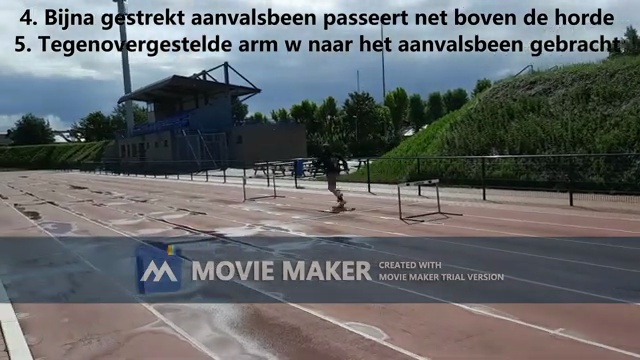 4. Bijna gestrekt aanvalsbeen passeert net boven de horde
5. Tegenovergestelde arm w naar het aanvalsbeen gebracht
MOVIE MAKER
CREATED WITH
MOVIE MAKER TRIAL VERSION